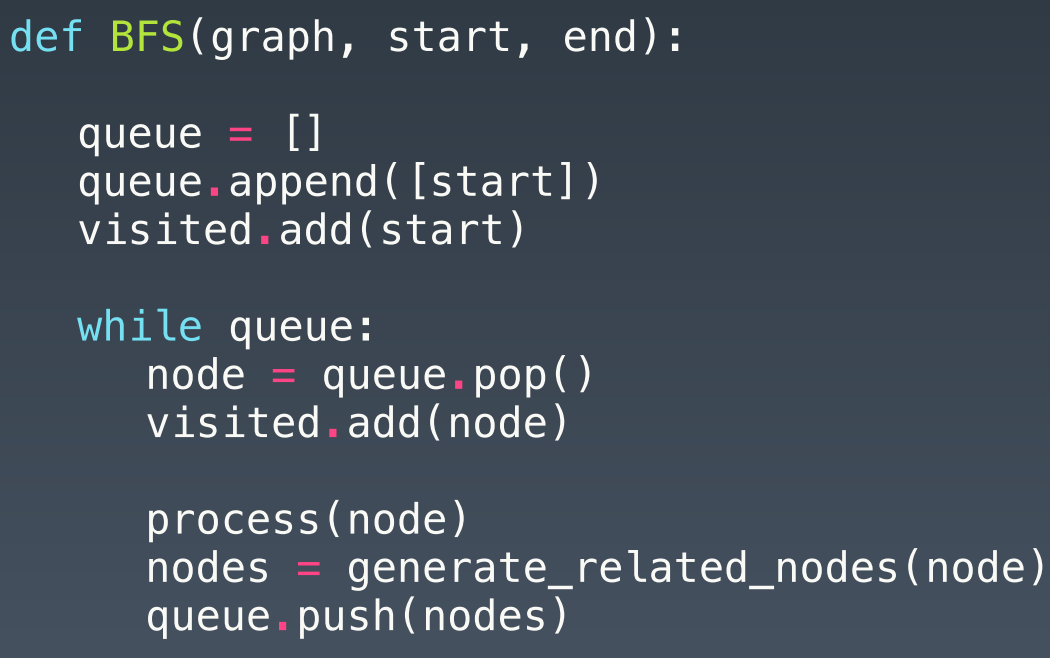 def BFS(graph, start, end):
queue = []
queue.append([start])
visited.add(start)
while queue:
node = queue.pop()
visited.add(node)
process(node)
nodes = generate_related_nodes(node)
queue.push(nodes)